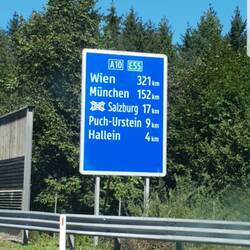 A10 E55
Wien 321 km
München 152 km
Salzburg 17 km
Puch-Urstein 9 km
Hallein 4 km